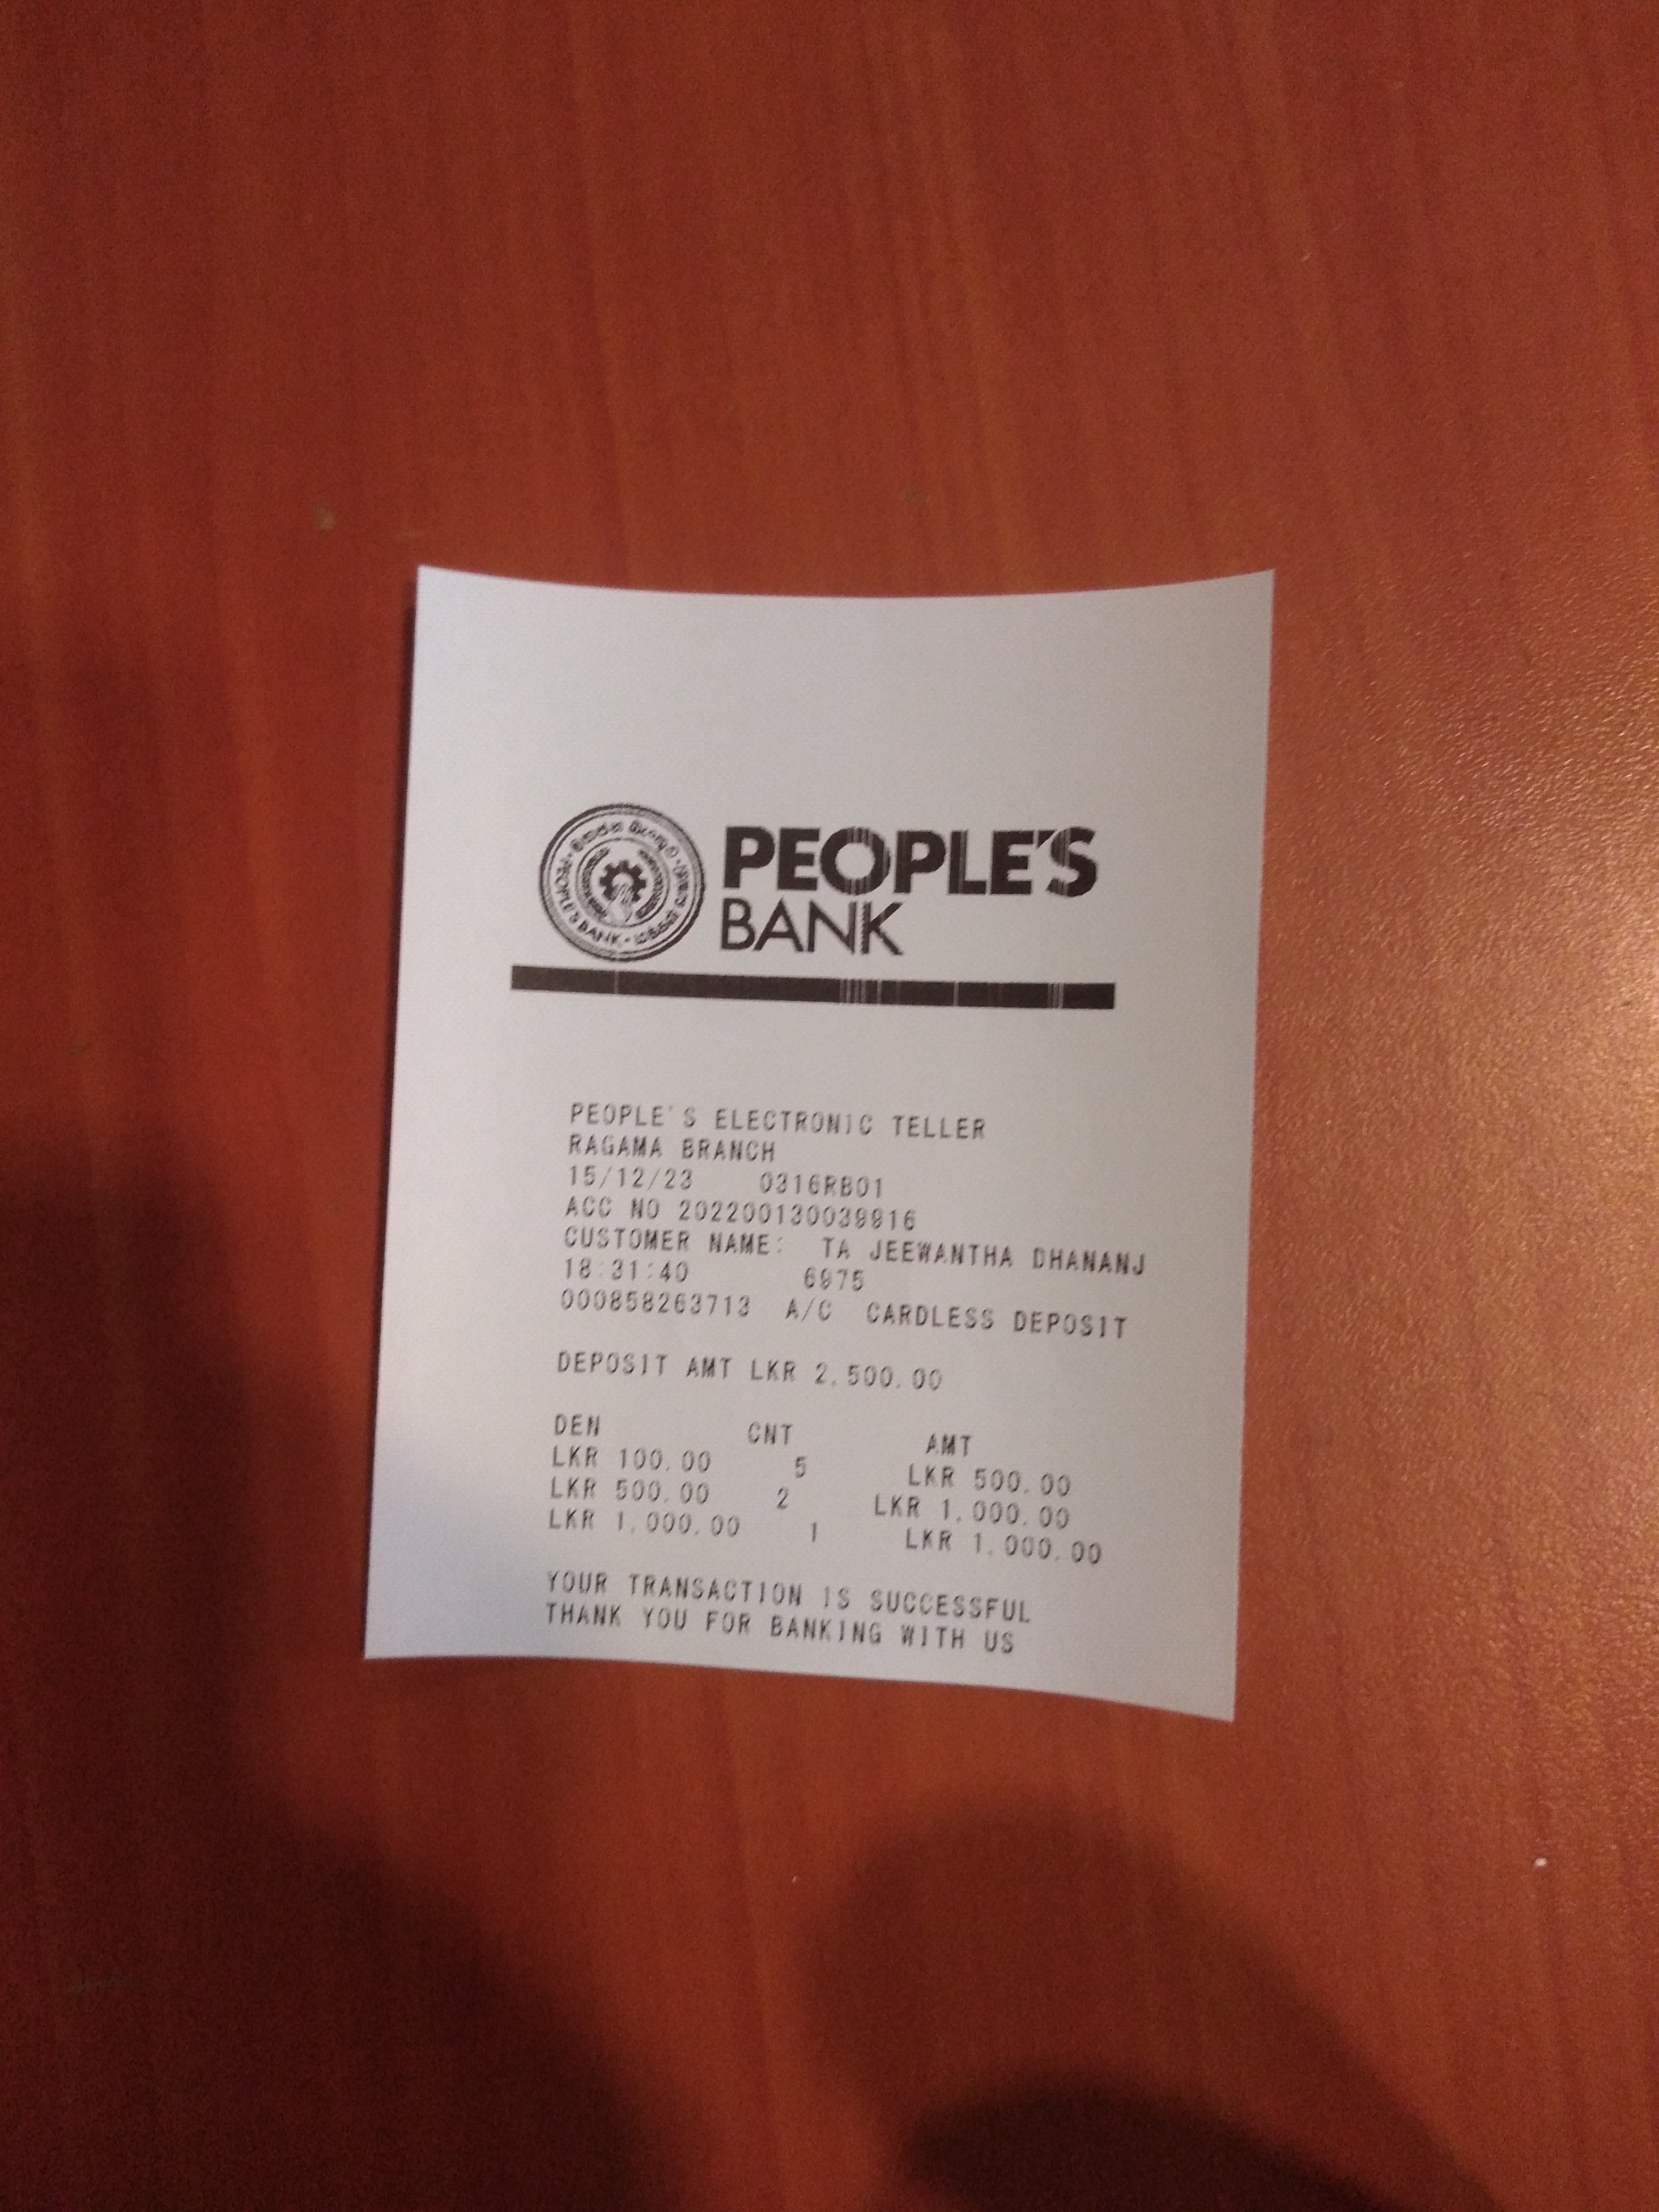 PEOPLE'S
BANK
PEOPLE'S BANK
PEOPLE'S ELECTRONIC TELLER
RAGAMA BRANCH
15/12/23 0316RB01
ACC NO 202200130039916
CUSTOMER NAME: TA JEEWANTHA DHANANJ
18:31:40 6975
000858263713 A/C CARDLESS DEPOSIT
DEPOSIT AMT LKR 2,500.00
DEN CNT AMT
LKR 100.00 5 LKR 500.00
LKR 500.00 2 LKR 1,000.00
LKR 1,000.00 1 LKR 1,000.00
YOUR TRANSACTION IS SUCCESSFUL
THANK YOU FOR BANKING WITH US